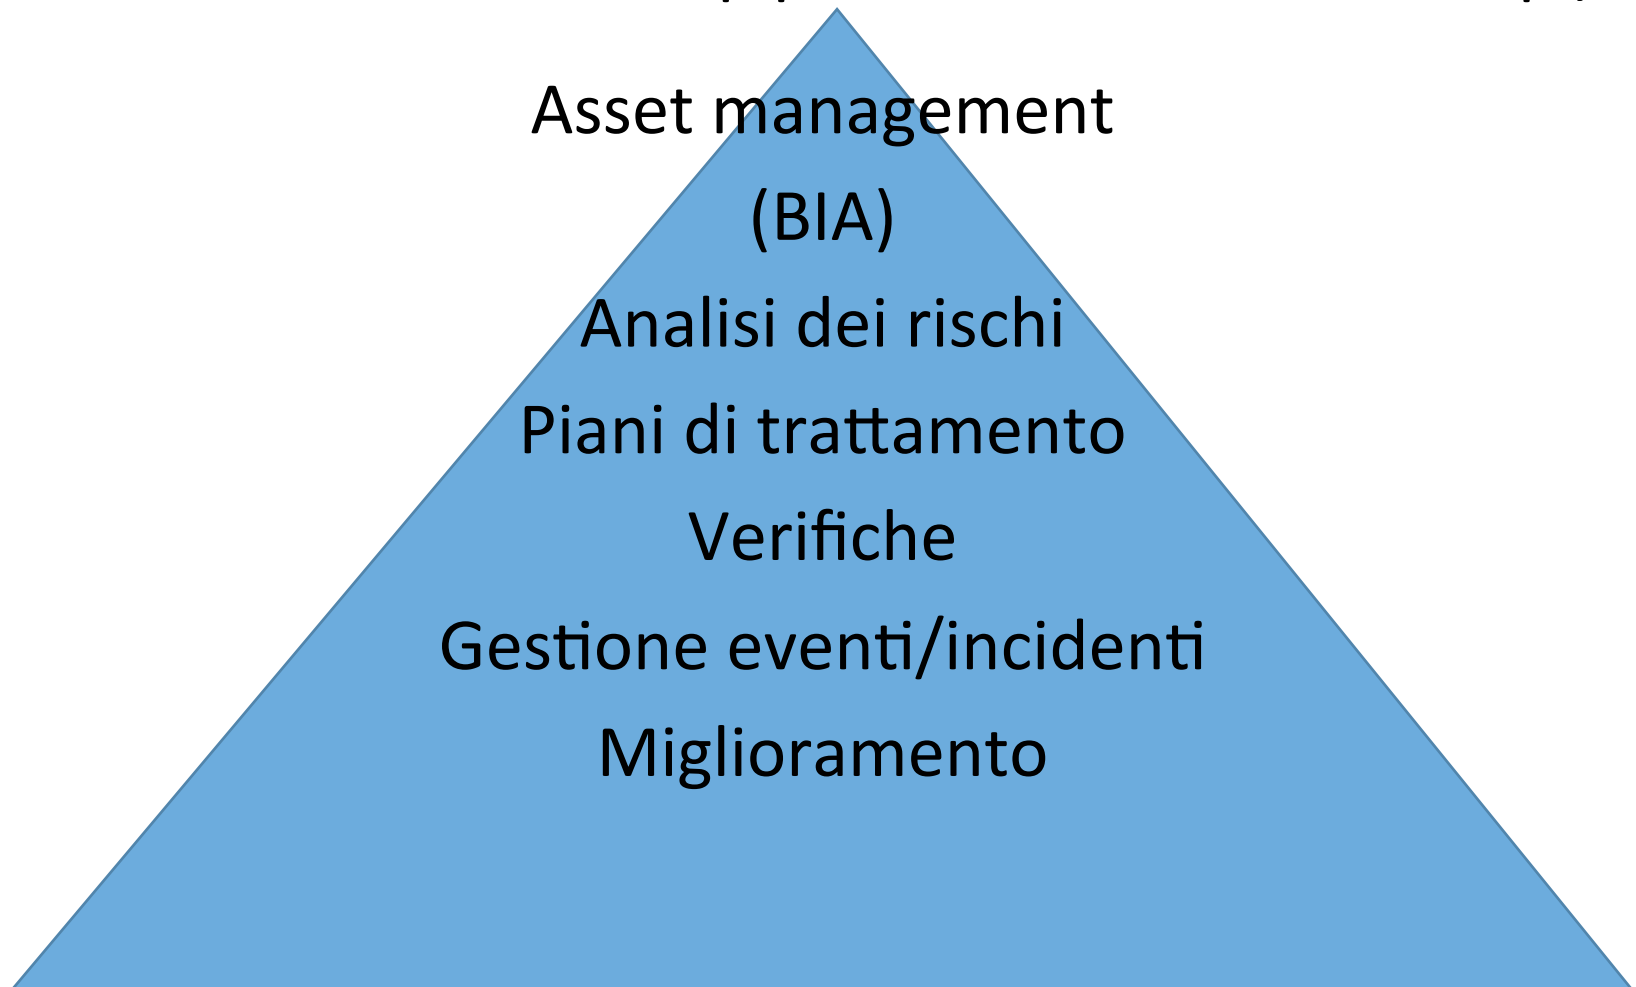 Asset management
(BIA)
Analisi dei rischi
Piani di trattamento
Verifiche
Gestione eventi/incidenti
Miglioramento